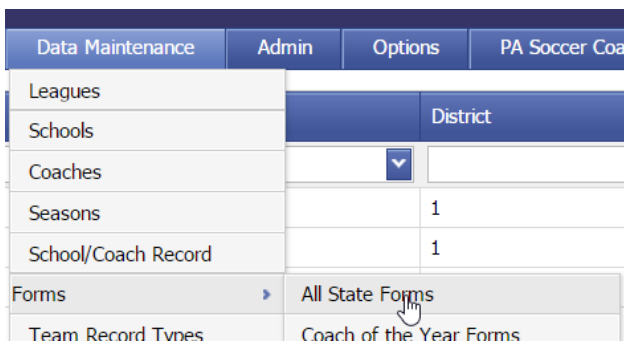 Data Maintenance Admin Options PA Soccer Coa
Leagues
District
Schools
Coaches
Seasons 1
School/Coach Record 1
Forms All State Forms
Team Record Types Coach of the Year Forms